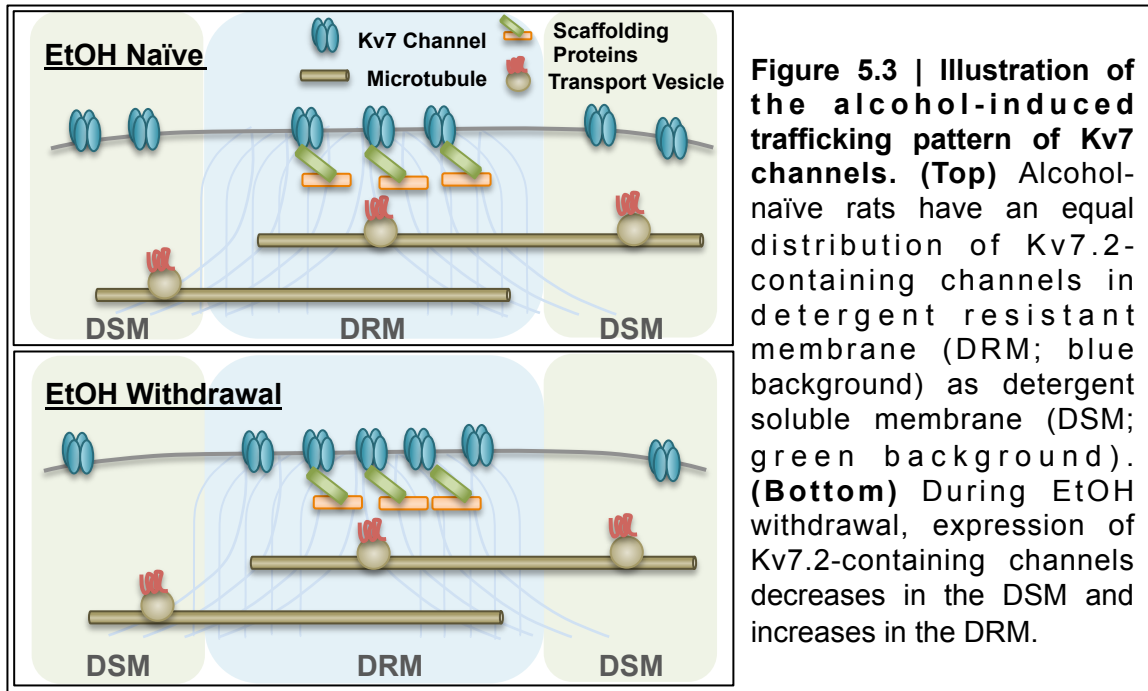 EtOH Naïve
Kv7 Channel
Scaffolding
Proteins
Microtubule
Transport Vesicle
DSM
DRM
DSM
EtOH Withdrawal
DSM
DRM
DSM
Figure 5.3 | Illustration of
the alcohol-induced
trafficking pattern of Kv7
channels. (Top) Alcohol-
naïve rats have an equal
distribution of Kv7.2-
containing channels in
detergent resistant
membrane (DRM; blue
background) as detergent
soluble membrane (DSM;
green background).
(Bottom) During EtOH
withdrawal, expression of
Kv7.2-containing channels
decreases in the DSM and
increases in the DRM.